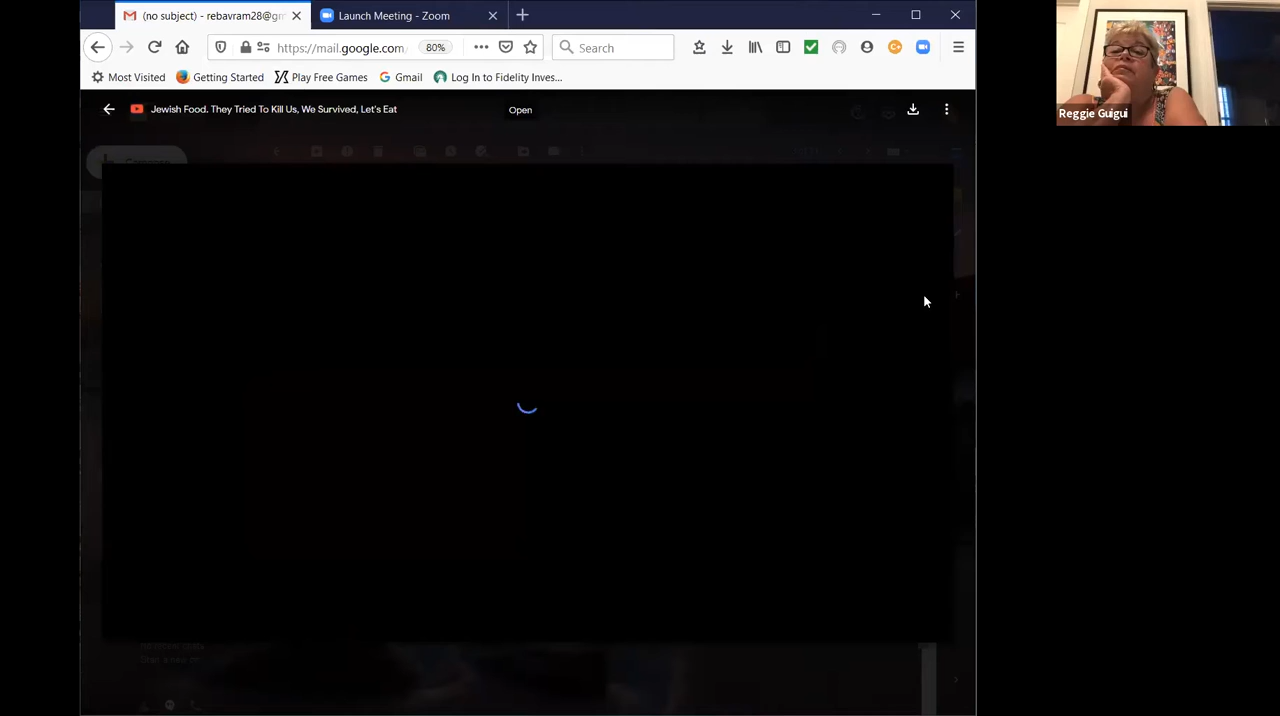 (no subject) - rebavram28@gm
Launch Meeting - Zoom
https://mail.google.com
80%
Search
Most Visited
Getting Started
Play Free Games
Gmail
Log In to Fidelity Inves...
Jewish Food. They Tried To Kill Us, We Survived, Let's Eat
Open
Compose
Reggie Guigui